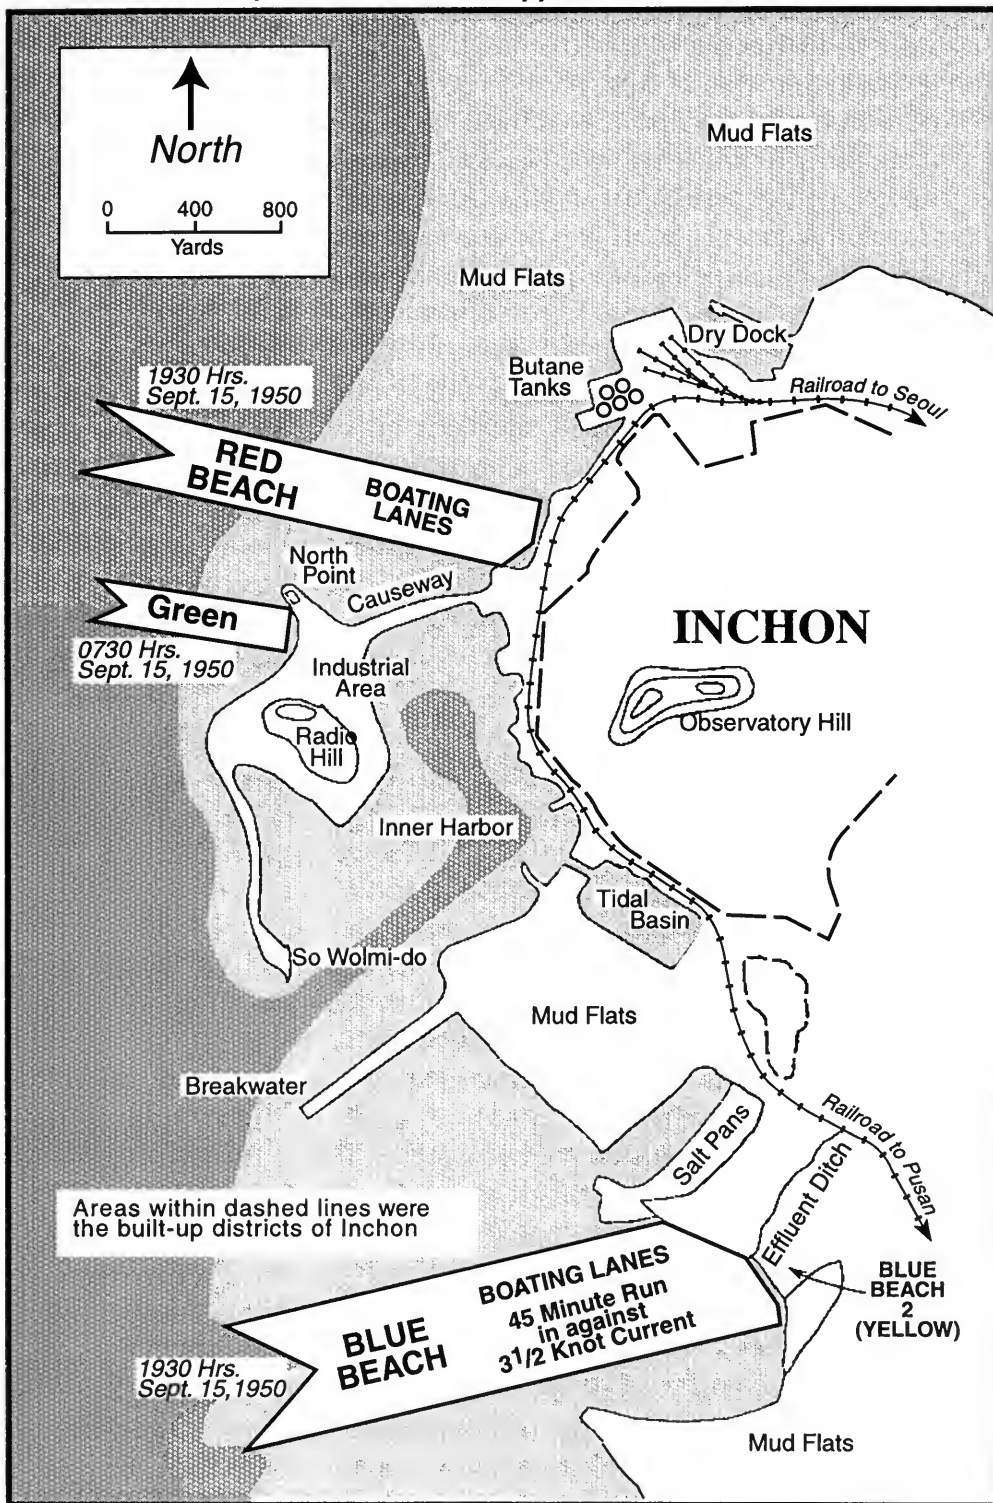 North
0 400 800
Yards
Mud Flats
Mud Flats
Dry Dock
Butane
Tanks
Railroad to Seoul
1930 Hrs.
Sept. 15, 1950
RED
BEACH
BOATING
LANES
North
Point
Causeway
Green
0730 Hrs.
Sept. 15, 1950
INCHON
Industrial
Area
Radio
Hill
Observatory Hill
Inner Harbor
Tidal
Basin
So Wolmi-do
Mud Flats
Breakwater
Salt Pans
Railroad to Pusan
Effluent Ditch
Areas within dashed lines were
the built-up districts of Inchon
BLUE
BEACH
BOATING LANES
45 Minute Run
in against
3 1/2 Knot Current
BLUE
BEACH
2
(YELLOW)
1930 Hrs.
Sept. 15,1950
Mud Flats